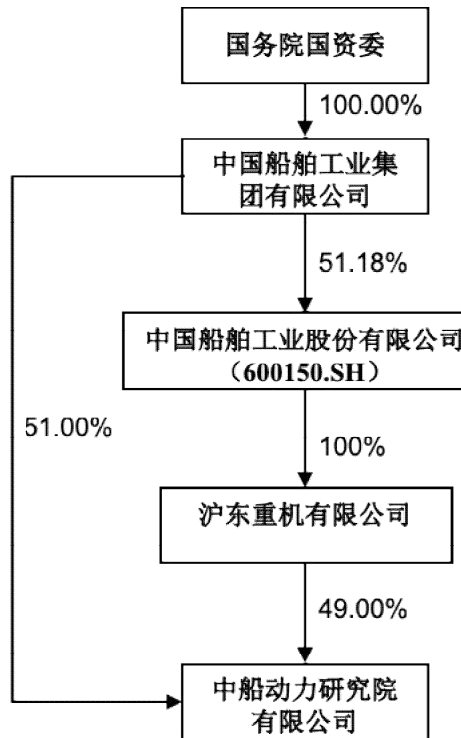 国务院国资委
100.00%
中国船舶工业集
团有限公司
51.18%
中国船舶工业股份有限公司
（600150.SH）
51.00%
100%
沪东重机有限公司
49.00%
中船动力研究院
有限公司